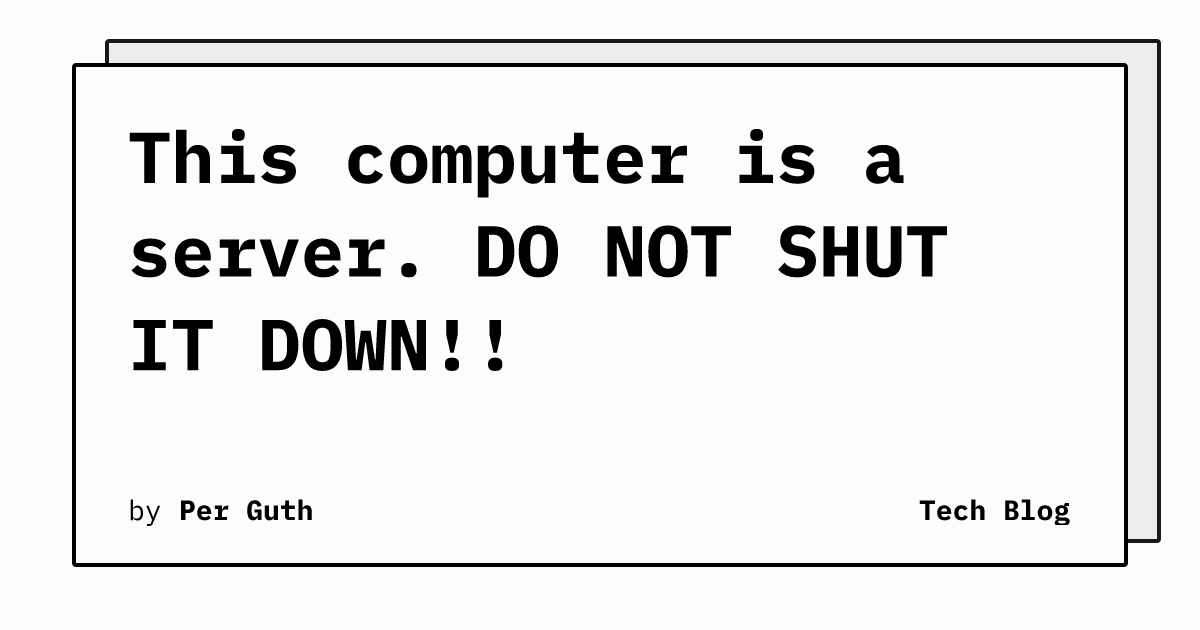 This computer is a
server. DO NOT SHUT
IT DOWN!!
by Per Guth
Tech Blog